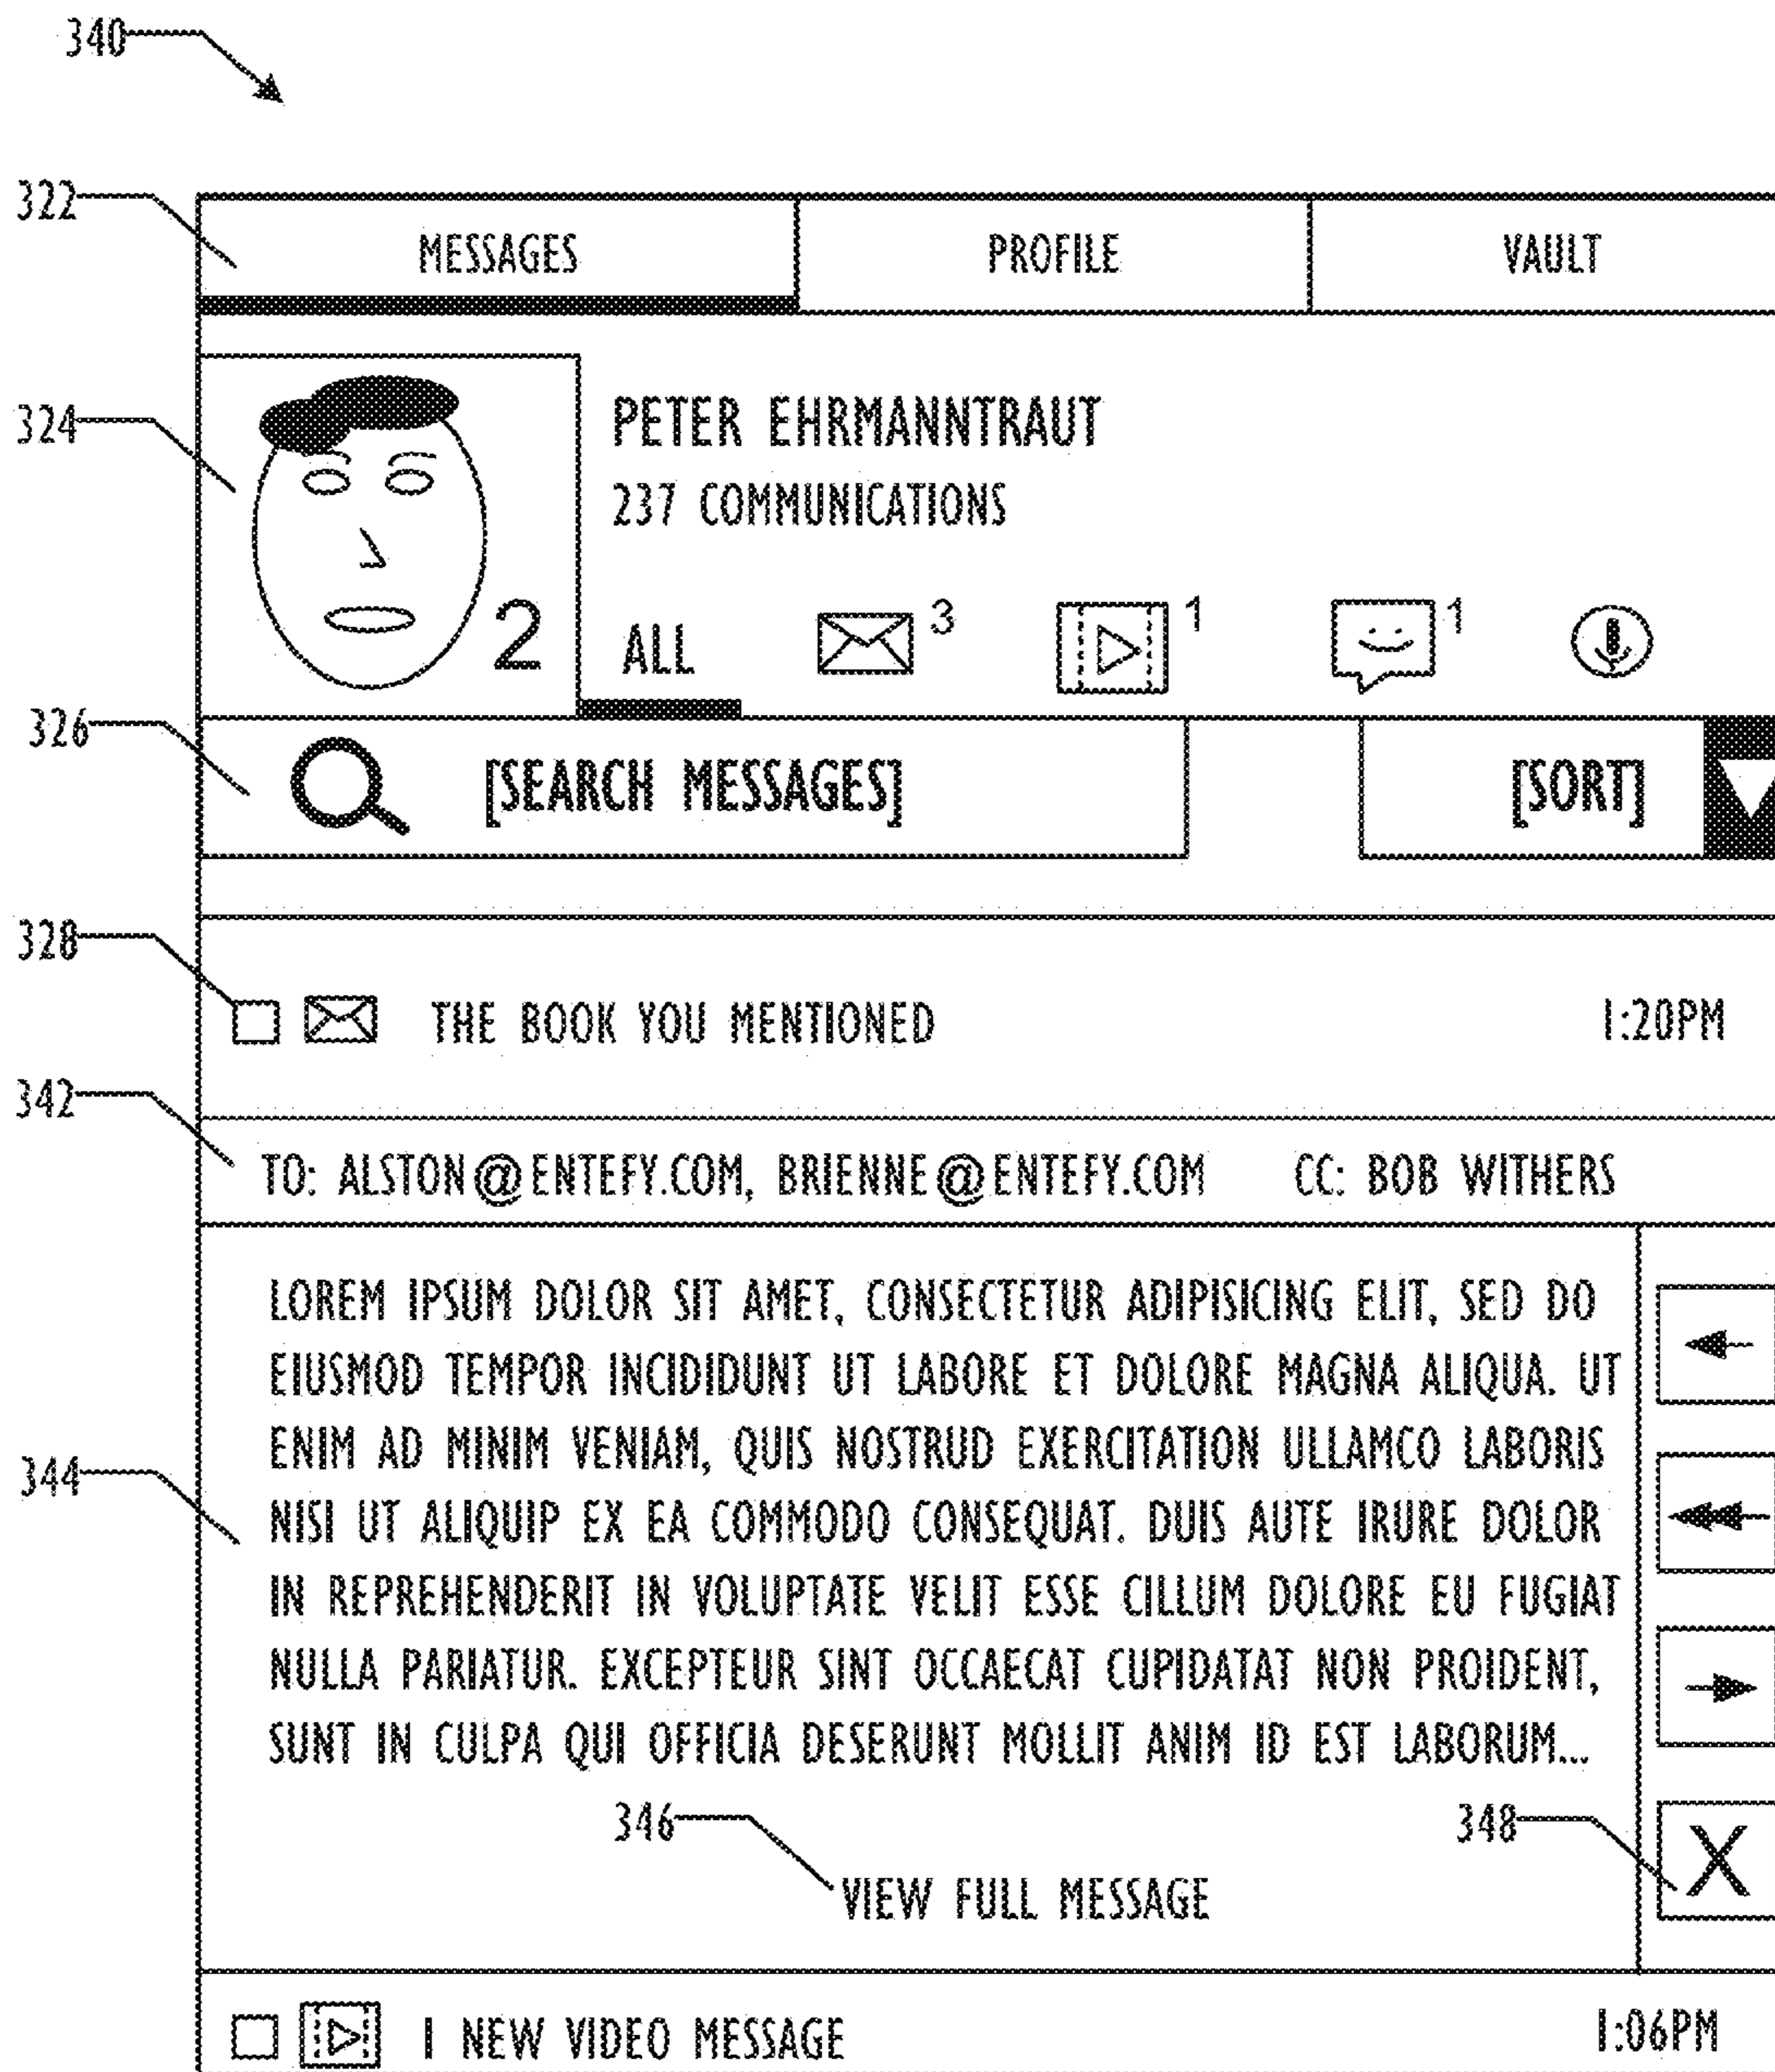 340
322
MESSAGES PROFILE VAULT
324
PETER EHRMANNTRAUT
237 COMMUNICATIONS
2 ALL 3 1 1
326
[SEARCH MESSAGES] [SORT]
328
THE BOOK YOU MENTIONED 1:20PM
342
TO: ALSTON@ENTEFY.COM, BRIENNE@ENTEFY.COM CC: BOB WITHERS
LOREM IPSUM DOLOR SIT AMET, CONSECTETUR ADIPISICING ELIT, SED DO
EIUSMOD TEMPOR INCIDIDUNT UT LABORE ET DOLORE MAGNA ALIQUA. UT
ENIM AD MINIM VENIAM, QUIS NOSTRUD EXERCITATION ULLAMCO LABORIS
344
NISI UT ALIQUIP EX EA COMMODO CONSEQUAT. DUIS AUTE IRURE DOLOR
IN REPREHENDERIT IN VOLUPTATE VELIT ESSE CILLUM DOLORE EU FUGIAT
NULLA PARIATUR. EXCEPTEUR SINT OCCAECAT CUPIDATAT NON PROIDENT,
SUNT IN CULPA QUI OFFICIA DESERUNT MOLLIT ANIM ID EST LABORUM...
346 348
X
VIEW FULL MESSAGE
1 NEW VIDEO MESSAGE 1:06PM